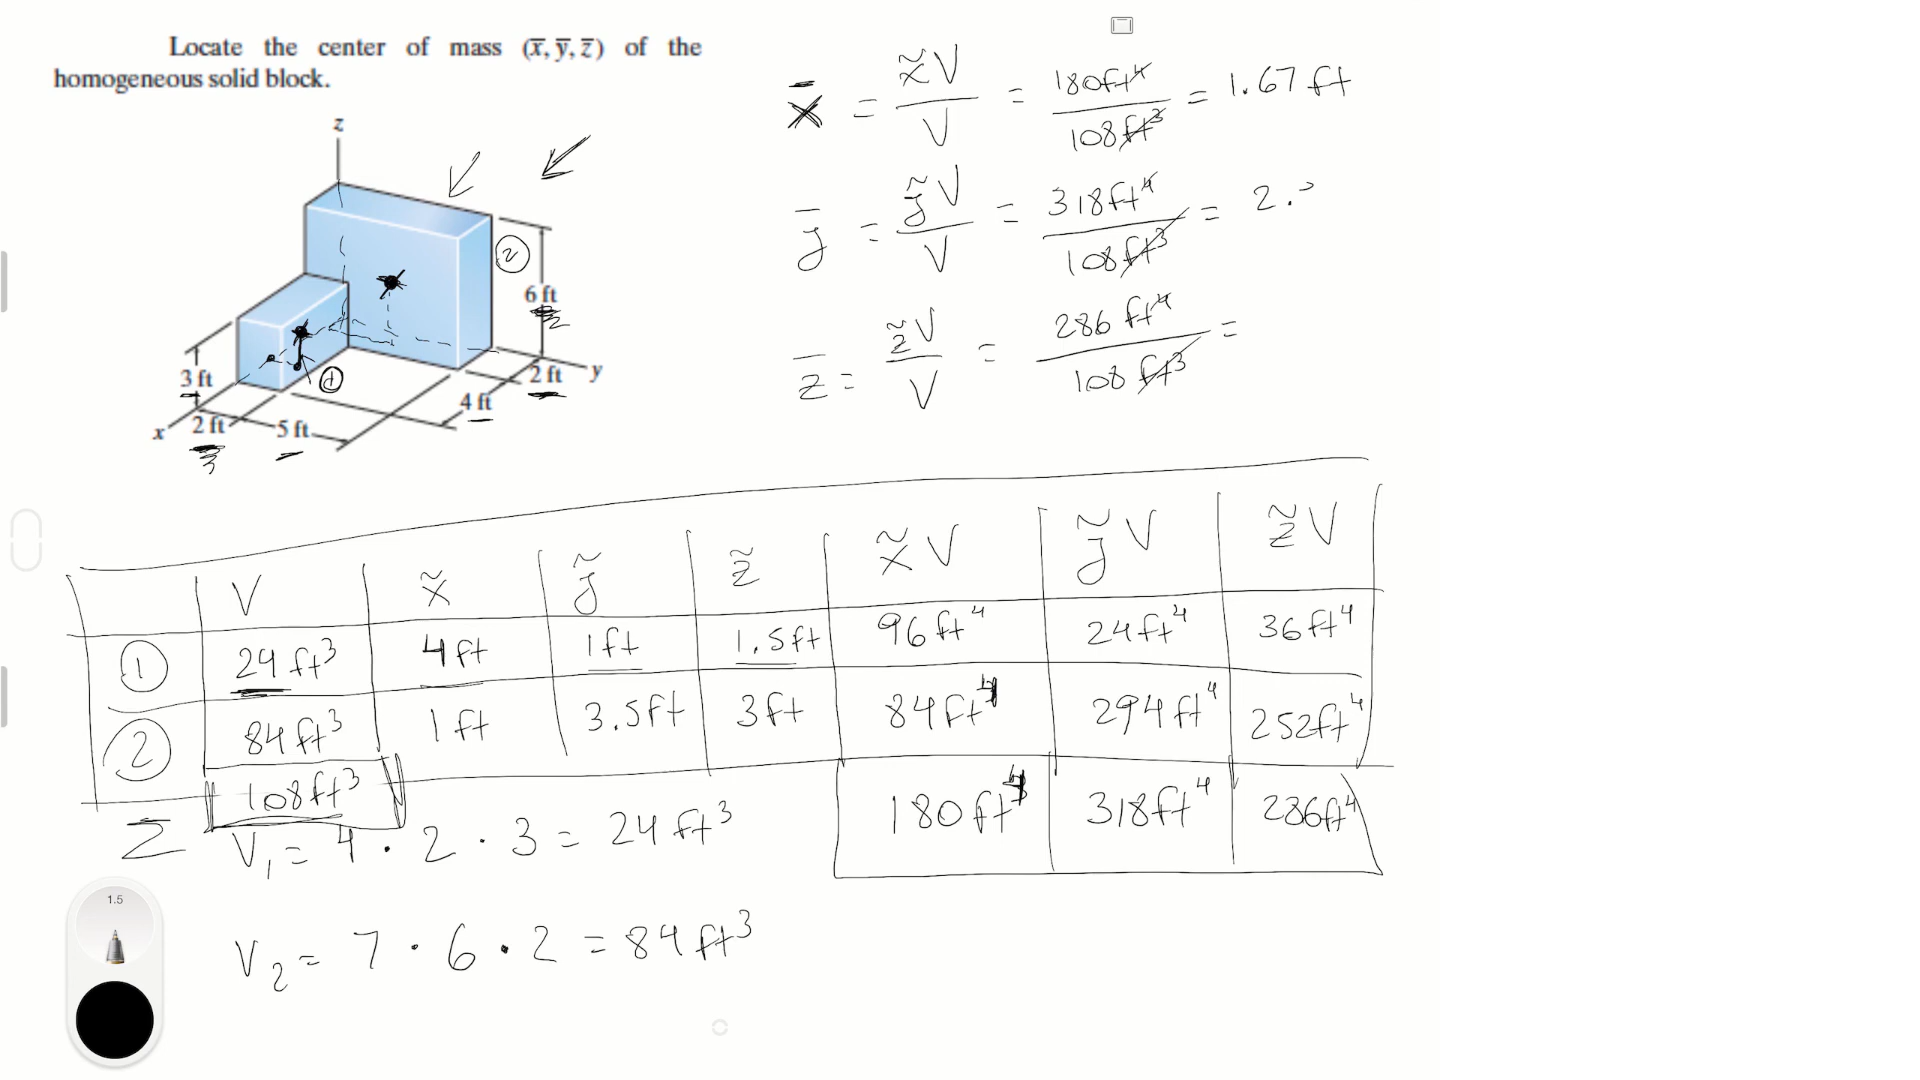 Locate the center of mass (x̄, ȳ, z̄) of the
homogeneous solid block.
z
②
6 ft
3 ft
①
2 ft
y
4 ft
x
2 ft
5 ft
x̄ = x̃V / V = 180ft⁴ / 108ft³ = 1.67 ft
ȳ = ỹV / V = 318ft⁴ / 108ft³ = 2.
z̄ = z̃V / V = 286 ft⁴ / 108 ft³ =
V x̃ ỹ z̃ x̃V ỹV z̃V
① 24 ft³ 4 ft 1 ft 1.5 ft 96 ft⁴ 24 ft⁴ 36 ft⁴
② 84 ft³ 1 ft 3.5 ft 3 ft 84 ft⁴ 294 ft⁴ 252 ft⁴
Σ 108 ft³ 180 ft⁴ 318 ft⁴ 286 ft⁴
V₁ = 4 · 2 · 3 = 24 ft³
V₂ = 7 · 6 · 2 = 84 ft³
1.5